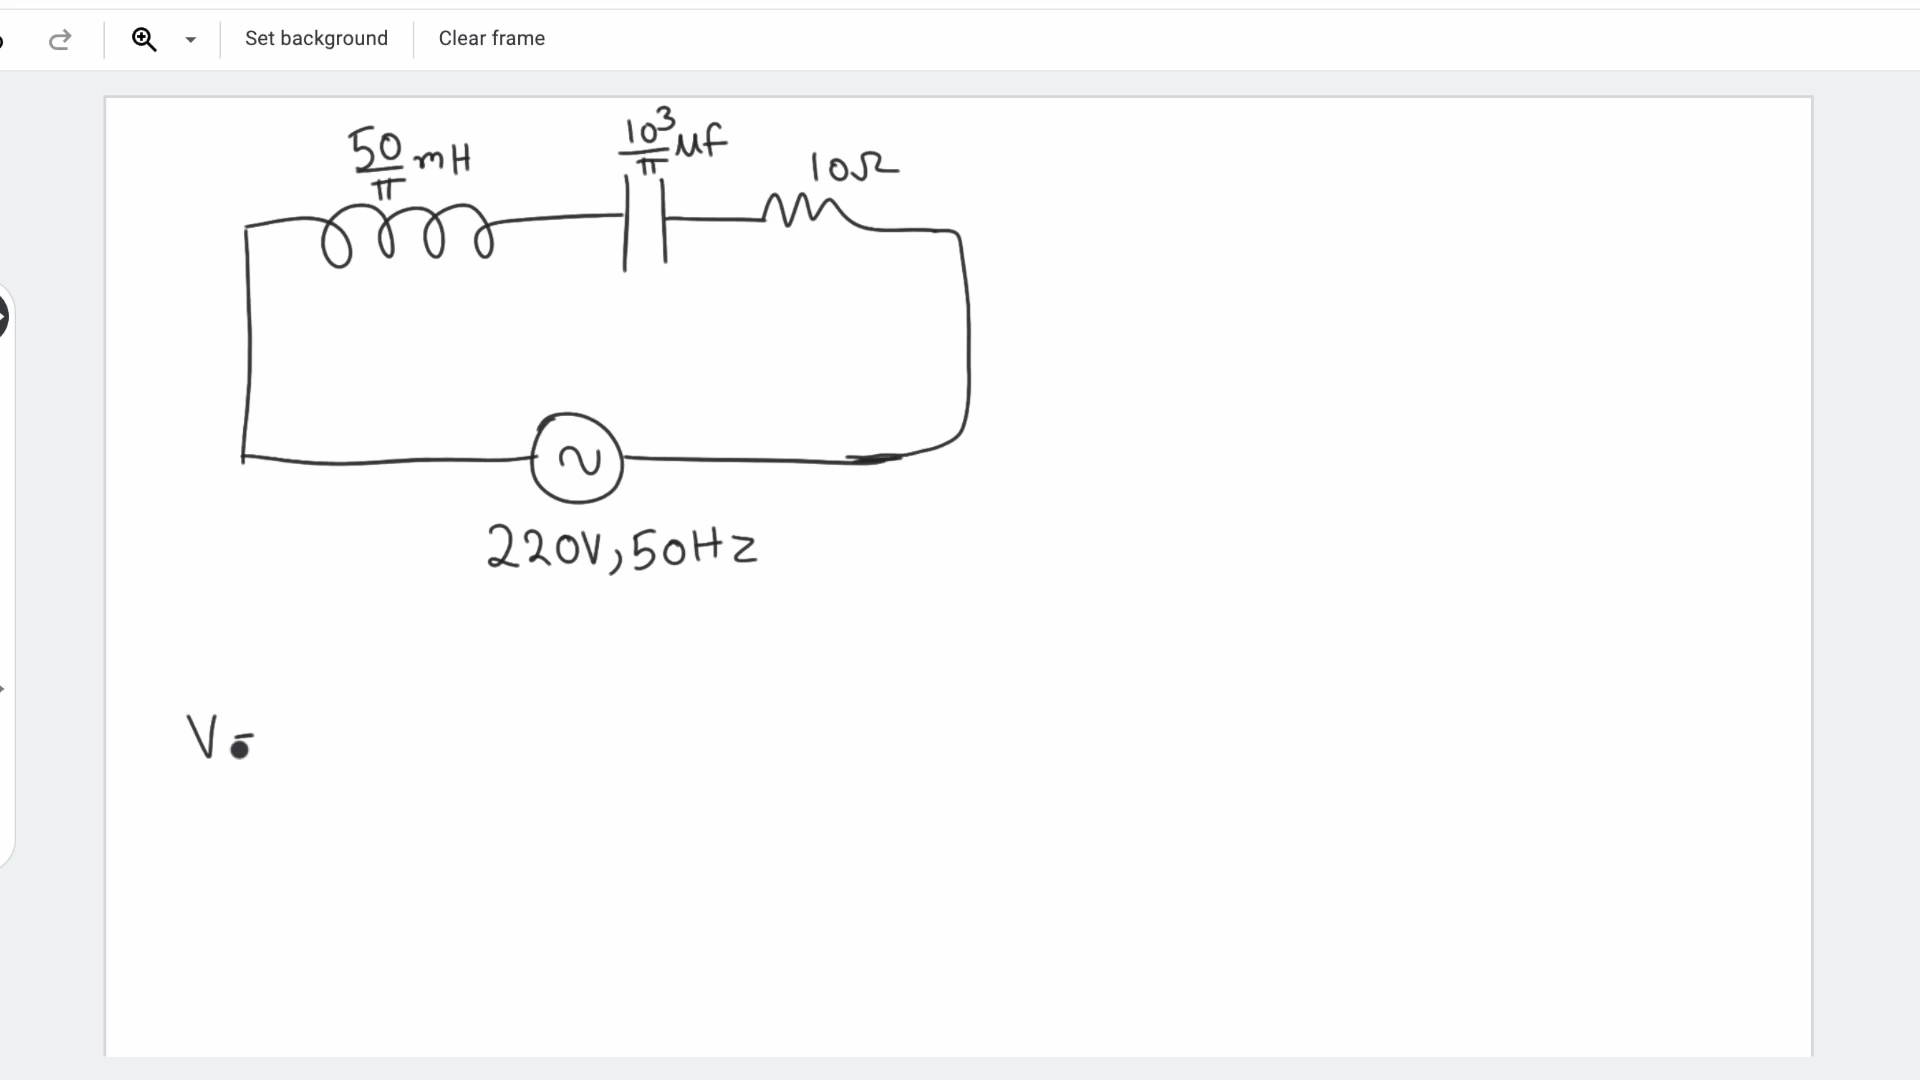 Set background
Clear frame
50/π mH
10³/π μf
10Ω
220V, 50Hz
V =